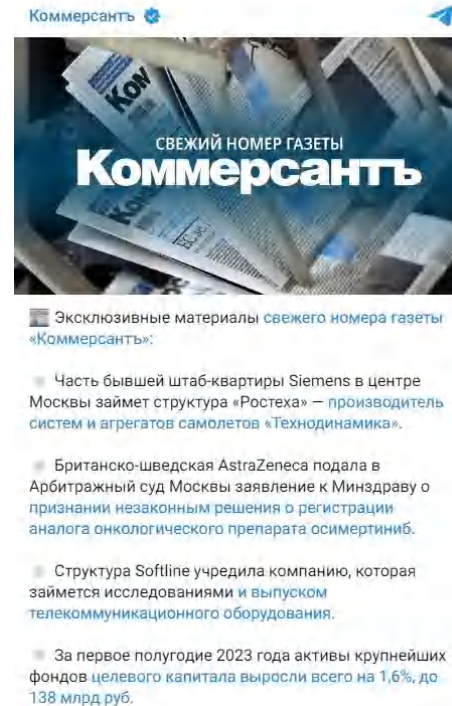 Коммерсантъ
СВЕЖИЙ НОМЕР ГАЗЕТЫ
Коммерсантъ
Эксклюзивные материалы свежего номера газеты
«Коммерсантъ»:
Часть бывшей штаб-квартиры Siemens в центре
Москвы займет структура «Ростеха» — производитель
систем и агрегатов самолетов «Технодинамика».
Британско-шведская AstraZeneca подала в
Арбитражный суд Москвы заявление к Минздраву о
признании незаконным решения о регистрации
аналога онкологического препарата осимертиниб.
Структура Softline учредила компанию, которая
займется исследованиями и выпуском
телекоммуникационного оборудования.
За первое полугодие 2023 года активы крупнейших
фондов целевого капитала выросли всего на 1,6%, до
138 млрд руб.